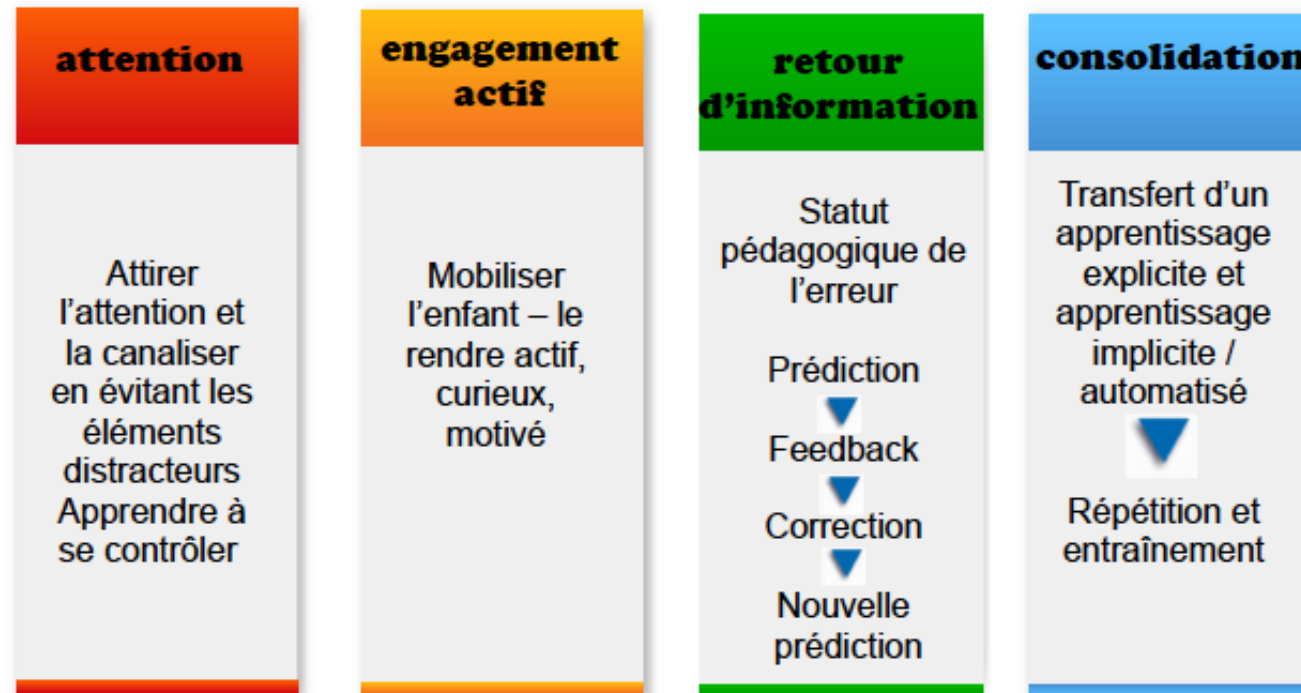 attention
Attirer
l’attention et
la canaliser
en évitant les
éléments
distracteurs
Apprendre à
se contrôler
engagement
actif
Mobiliser
l’enfant – le
rendre actif,
curieux,
motivé
retour
d’information
Statut
pédagogique de
l’erreur
Prédiction
Feedback
Correction
Nouvelle
prédiction
consolidation
Transfert d’un
apprentissage
explicite et
apprentissage
implicite /
automatisé
Répétition et
entraînement